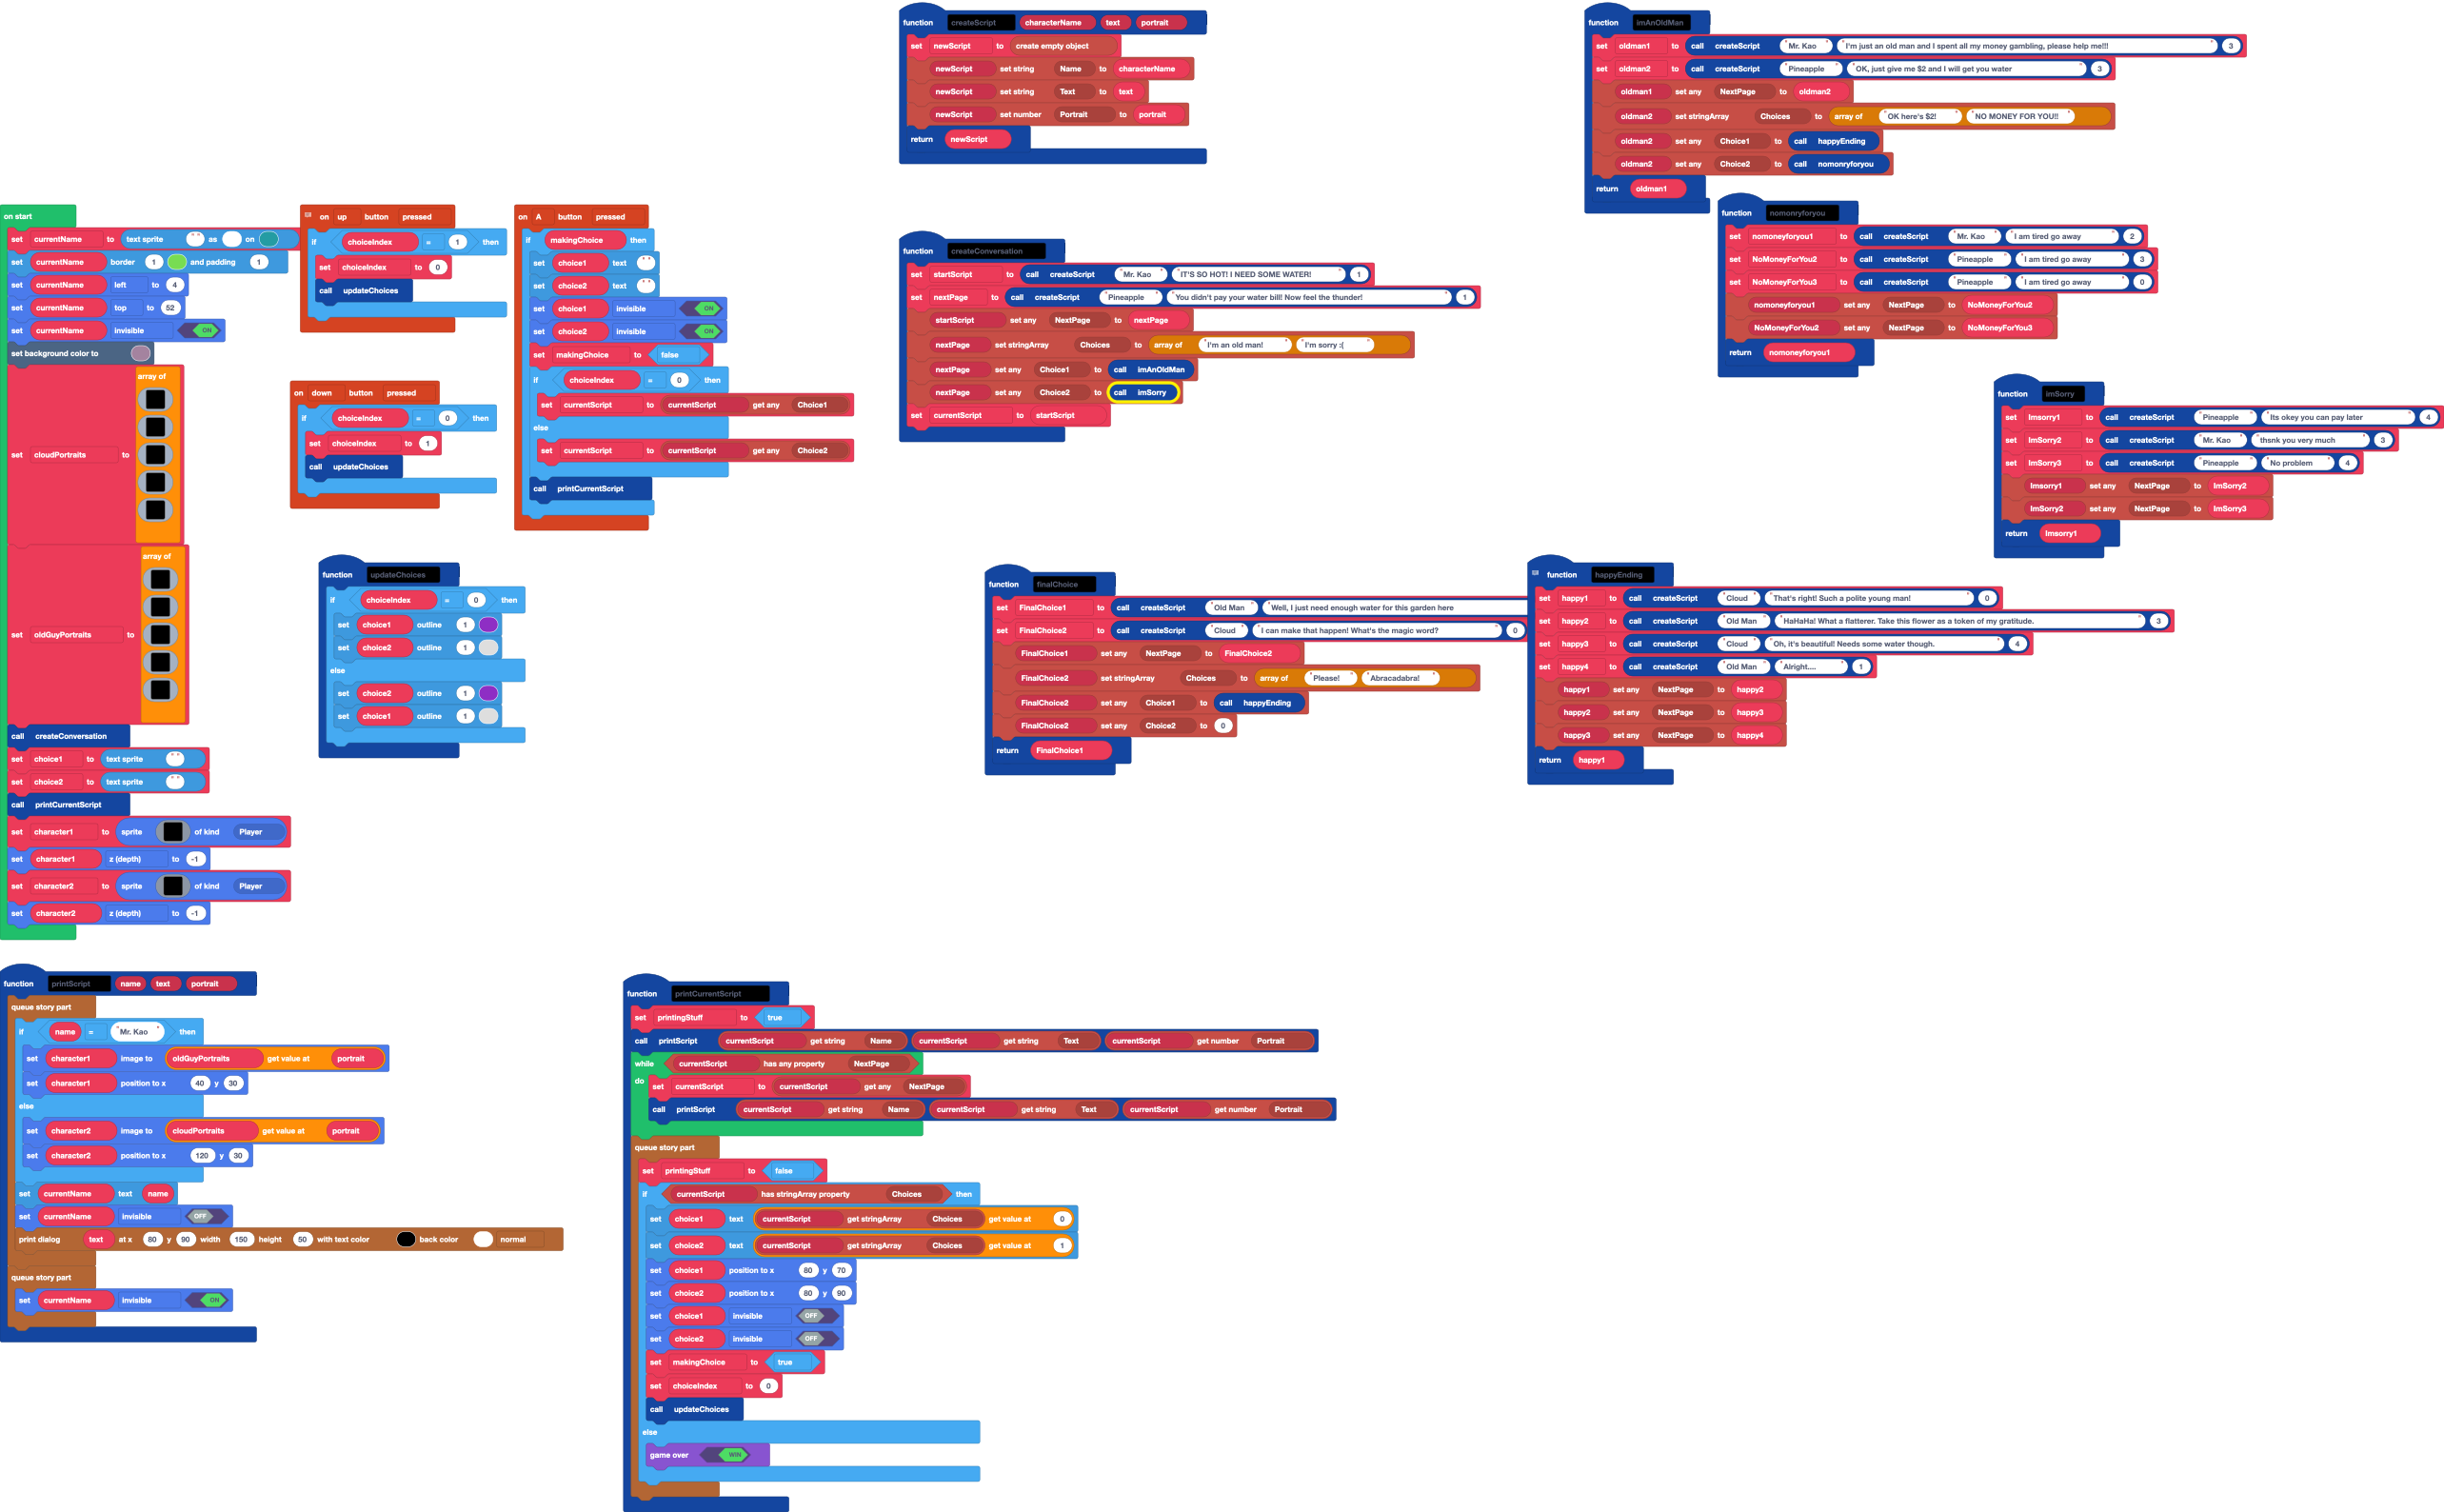 function createScript characterName text portrait
set newScript to create empty object
newScript set string Name to characterName
newScript set string Text to text
newScript set number Portrait to portrait
return newScript
function imAnOldMan
set oldman1 to call createScript "Mr. Kao" "I'm just an old man and I spent all my money gambling, please help me!!!" 3
set oldman2 to call createScript "Pineapple" "OK, just give me $2 and I will get you water" 3
oldman1 set any NextPage to oldman2
oldman2 set stringArray Choices to array of "OK here's $2!" "NO MONEY FOR YOU!!"
oldman2 set any Choice1 to call happyEnding
oldman2 set any Choice2 to call nomonryforyou
return oldman1
on start
set currentName to text sprite "" as on
set currentName border 1 and padding 1
set currentName left to 4
set currentName top to 52
set currentName invisible ON
set background color to
set cloudPortraits to array of
set oldGuyPortraits to array of
call createConversation
set choice1 to text sprite ""
set choice2 to text sprite ""
call printCurrentScript
set character1 to sprite of kind Player
set character1 z (depth) to -1
set character2 to sprite of kind Player
set character2 z (depth) to -1
on up button pressed
if choiceIndex = 1 then
set choiceIndex to 0
call updateChoices
on down button pressed
if choiceIndex = 0 then
set choiceIndex to 1
call updateChoices
on A button pressed
if makingChoice then
set choice1 text ""
set choice2 text ""
set choice1 invisible ON
set choice2 invisible ON
set makingChoice to false
if choiceIndex = 0 then
set currentScript to currentScript get any Choice1
else
set currentScript to currentScript get any Choice2
call printCurrentScript
function updateChoices
if choiceIndex = 0 then
set choice1 outline 1
set choice2 outline 1
else
set choice2 outline 1
set choice1 outline 1
function createConversation
set startScript to call createScript "Mr. Kao" "IT'S SO HOT! I NEED SOME WATER!" 1
set nextPage to call createScript "Pineapple" "You didn't pay your water bill! Now feel the thunder!" 1
startScript set any NextPage to nextPage
nextPage set stringArray Choices to array of "I'm an old man!" "I'm sorry :("
nextPage set any Choice1 to call imAnOldMan
nextPage set any Choice2 to call imSorry
set currentScript to startScript
function nomonryforyou
set nomoneyforyou1 to call createScript "Mr. Kao" "I am tired go away" 2
set NoMoneyForYou2 to call createScript "Pineapple" "I am tired go away" 3
set NoMoneyForYou3 to call createScript "Pineapple" "I am tired go away" 0
nomoneyforyou1 set any NextPage to NoMoneyForYou2
NoMoneyForYou2 set any NextPage to NoMoneyForYou3
return nomoneyforyou1
function imSorry
set Imsorry1 to call createScript "Pineapple" "Its okey you can pay later" 4
set ImSorry2 to call createScript "Mr. Kao" "thsnk you very much" 3
set ImSorry3 to call createScript "Pineapple" "No problem" 4
Imsorry1 set any NextPage to ImSorry2
ImSorry2 set any NextPage to ImSorry3
return Imsorry1
function finalChoice
set FinalChoice1 to call createScript "Old Man" "Well, I just need enough water for this garden here
set FinalChoice2 to call createScript "Cloud" "I can make that happen! What's the magic word?" 0
FinalChoice1 set any NextPage to FinalChoice2
FinalChoice2 set stringArray Choices to array of "Please!" "Abracadabra!"
FinalChoice2 set any Choice1 to call happyEnding
FinalChoice2 set any Choice2 to 0
return FinalChoice1
function happyEnding
set happy1 to call createScript "Cloud" "That's right! Such a polite young man!" 0
set happy2 to call createScript "Old Man" "HaHaHa! What a flatterer. Take this flower as a token of my gratitude." 3
set happy3 to call createScript "Cloud" "Oh, it's beautiful! Needs some water though." 4
set happy4 to call createScript "Old Man" "Alright...." 1
happy1 set any NextPage to happy2
happy2 set any NextPage to happy3
happy3 set any NextPage to happy4
return happy1
function printScript name text portrait
queue story part
if name = "Mr. Kao" then
set character1 image to oldGuyPortraits get value at portrait
set character1 position to x 40 y 30
else
set character2 image to cloudPortraits get value at portrait
set character2 position to x 120 y 30
set currentName text name
set currentName invisible OFF
print dialog text at x 80 y 90 width 150 height 50 with text color back color normal
queue story part
set currentName invisible ON
function printCurrentScript
set printingStuff to true
call printScript currentScript get string Name currentScript get string Text currentScript get number Portrait
while currentScript has any property NextPage
do set currentScript to currentScript get any NextPage
call printScript currentScript get string Name currentScript get string Text currentScript get number Portrait
queue story part
set printingStuff to false
if currentScript has stringArray property Choices then
set choice1 text currentScript get stringArray Choices get value at 0
set choice2 text currentScript get stringArray Choices get value at 1
set choice1 position to x 80 y 70
set choice2 position to x 80 y 90
set choice1 invisible OFF
set choice2 invisible OFF
set makingChoice to true
set choiceIndex to 0
call updateChoices
else
game over WIN